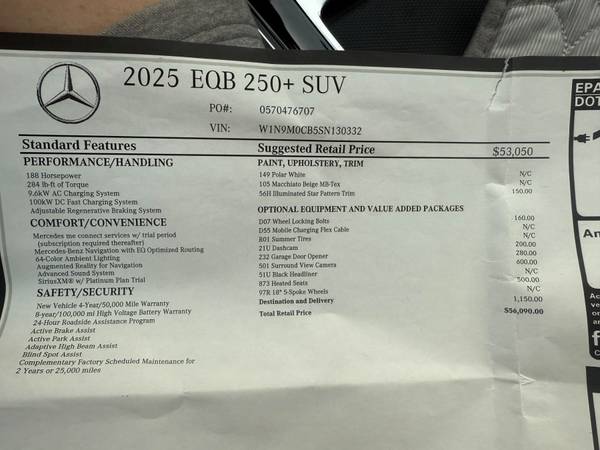 2025 EQB 250+ SUV
PO#: 0570476707
VIN: W1N9M0CB5SN130332
Standard Features
Suggested Retail Price $53,050
PERFORMANCE/HANDLING
188 Horsepower
284 lb-ft of Torque
9.6kW AC Charging System
100kW DC Fast Charging System
Adjustable Regenerative Braking System
COMFORT/CONVENIENCE
Mercedes me connect services w/ trial period
(subscription required thereafter)
Mercedes-Benz Navigation with EQ Optimized Routing
64-Color Ambient Lighting
Augmented Reality for Navigation
Advanced Sound System
SiriusXM® w/ Platinum Plan Trial
SAFETY/SECURITY
New Vehicle 4-Year/50,000 Mile Warranty
8-year/100,000 mi High Voltage Battery Warranty
24-Hour Roadside Assistance Program
Active Brake Assist
Active Park Assist
Adaptive High Beam Assist
Blind Spot Assist
Complementary Factory Scheduled Maintenance for
2 Years or 25,000 miles
PAINT, UPHOLSTERY, TRIM
149 Polar White N/C
105 Macchiato Beige MB-Tex N/C
56H Illuminated Star Pattern Trim 150.00
OPTIONAL EQUIPMENT AND VALUE ADDED PACKAGES
D07 Wheel Locking Bolts 160.00
D55 Mobile Charging Flex Cable N/C
R01 Summer Tires N/C
21U Dashcam 200.00
232 Garage Door Opener 280.00
501 Surround View Camera 600.00
51U Black Headliner N/C
873 Heated Seats 500.00
97R 18" 5-Spoke Wheels N/C
Destination and Delivery 1,150.00
Total Retail Price $56,090.00
EPA
DOT